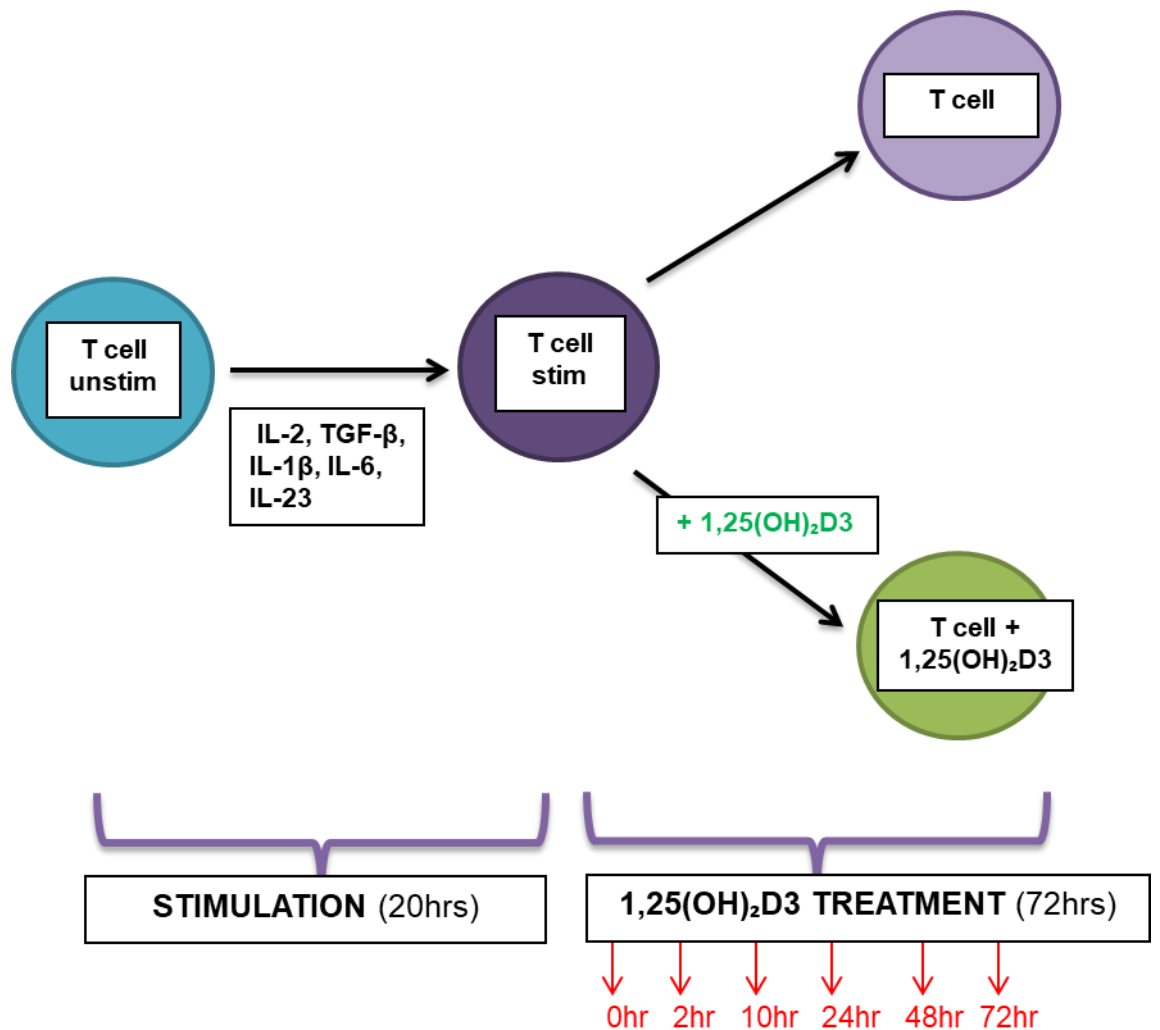 T cell
T cell
unstim
T cell
stim
IL-2, TGF-β,
IL-1β, IL-6,
IL-23
+ 1,25(OH)₂D3
T cell +
1,25(OH)₂D3
STIMULATION (20hrs)
1,25(OH)₂D3 TREATMENT (72hrs)
0hr 2hr 10hr 24hr 48hr 72hr